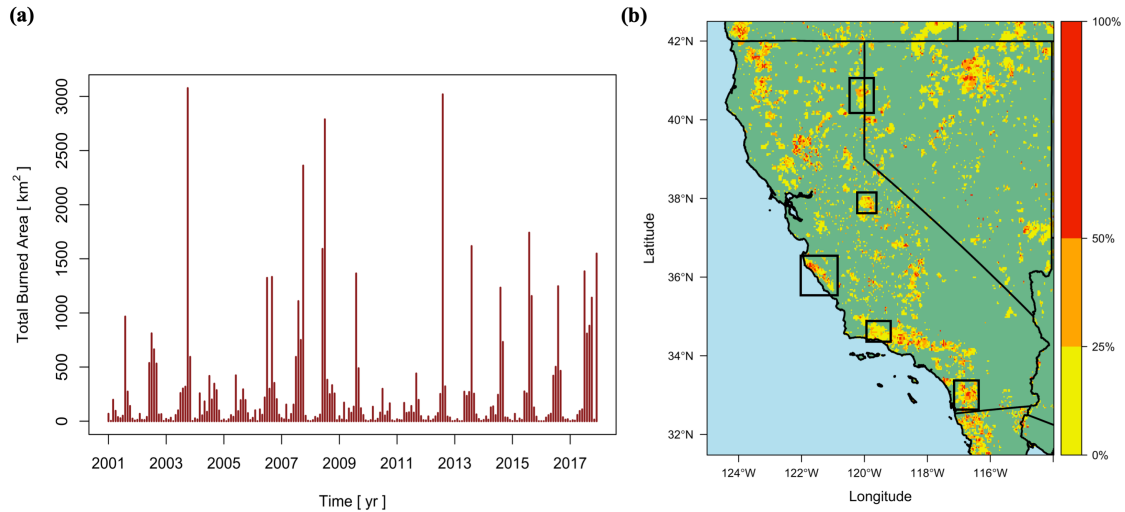 (a)
Total Burned Area [ km² ]
3000
2500
2000
1500
1000
500
0
2001 2003 2005 2007 2009 2011 2013 2015 2017
Time [ yr ]
(b)
Latitude
42°N
40°N
38°N
36°N
34°N
32°N
124°W 122°W 120°W 118°W 116°W
Longitude
100%
50%
25%
0%